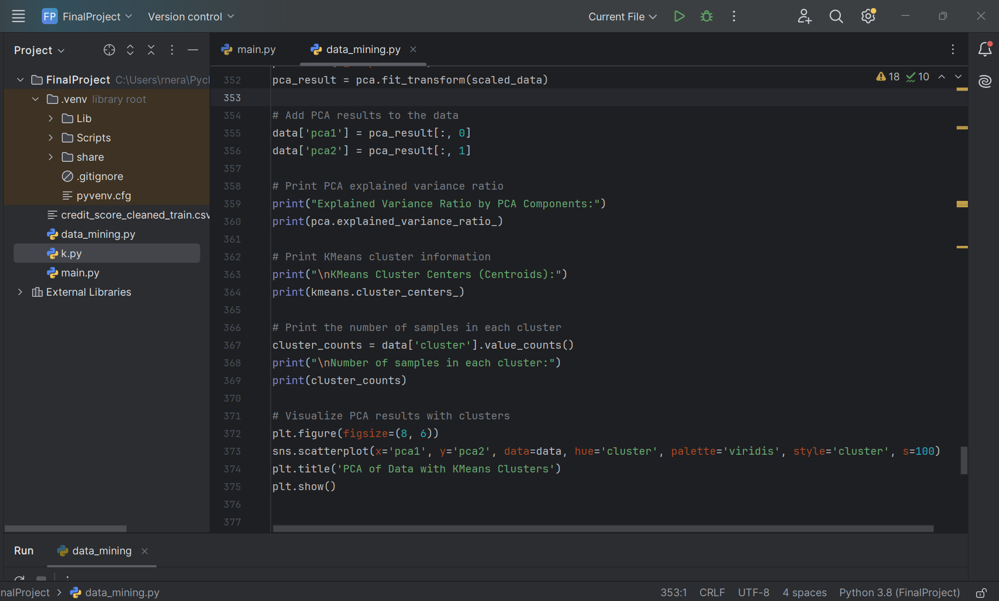 FP FinalProject Version control Current File
Project main.py data_mining.py
FinalProject C:\Users\rnera\Pycl
.venv library root
Lib
Scripts
share
.gitignore
pyvenv.cfg
credit_score_cleaned_train.csv
data_mining.py
k.py
main.py
External Libraries
18 10
352 pca_result = pca.fit_transform(scaled_data)
353
354 # Add PCA results to the data
355 data['pca1'] = pca_result[:, 0]
356 data['pca2'] = pca_result[:, 1]
357
358 # Print PCA explained variance ratio
359 print("Explained Variance Ratio by PCA Components:")
360 print(pca.explained_variance_ratio_)
361
362 # Print KMeans cluster information
363 print("\nKMeans Cluster Centers (Centroids):")
364 print(kmeans.cluster_centers_)
365
366 # Print the number of samples in each cluster
367 cluster_counts = data['cluster'].value_counts()
368 print("\nNumber of samples in each cluster:")
369 print(cluster_counts)
370
371 # Visualize PCA results with clusters
372 plt.figure(figsize=(8, 6))
373 sns.scatterplot(x='pca1', y='pca2', data=data, hue='cluster', palette='viridis', style='cluster', s=100)
374 plt.title('PCA of Data with KMeans Clusters')
375 plt.show()
376
377
Run data_mining
nalProject > data_mining.py 353:1 CRLF UTF-8 4 spaces Python 3.8 (FinalProject)